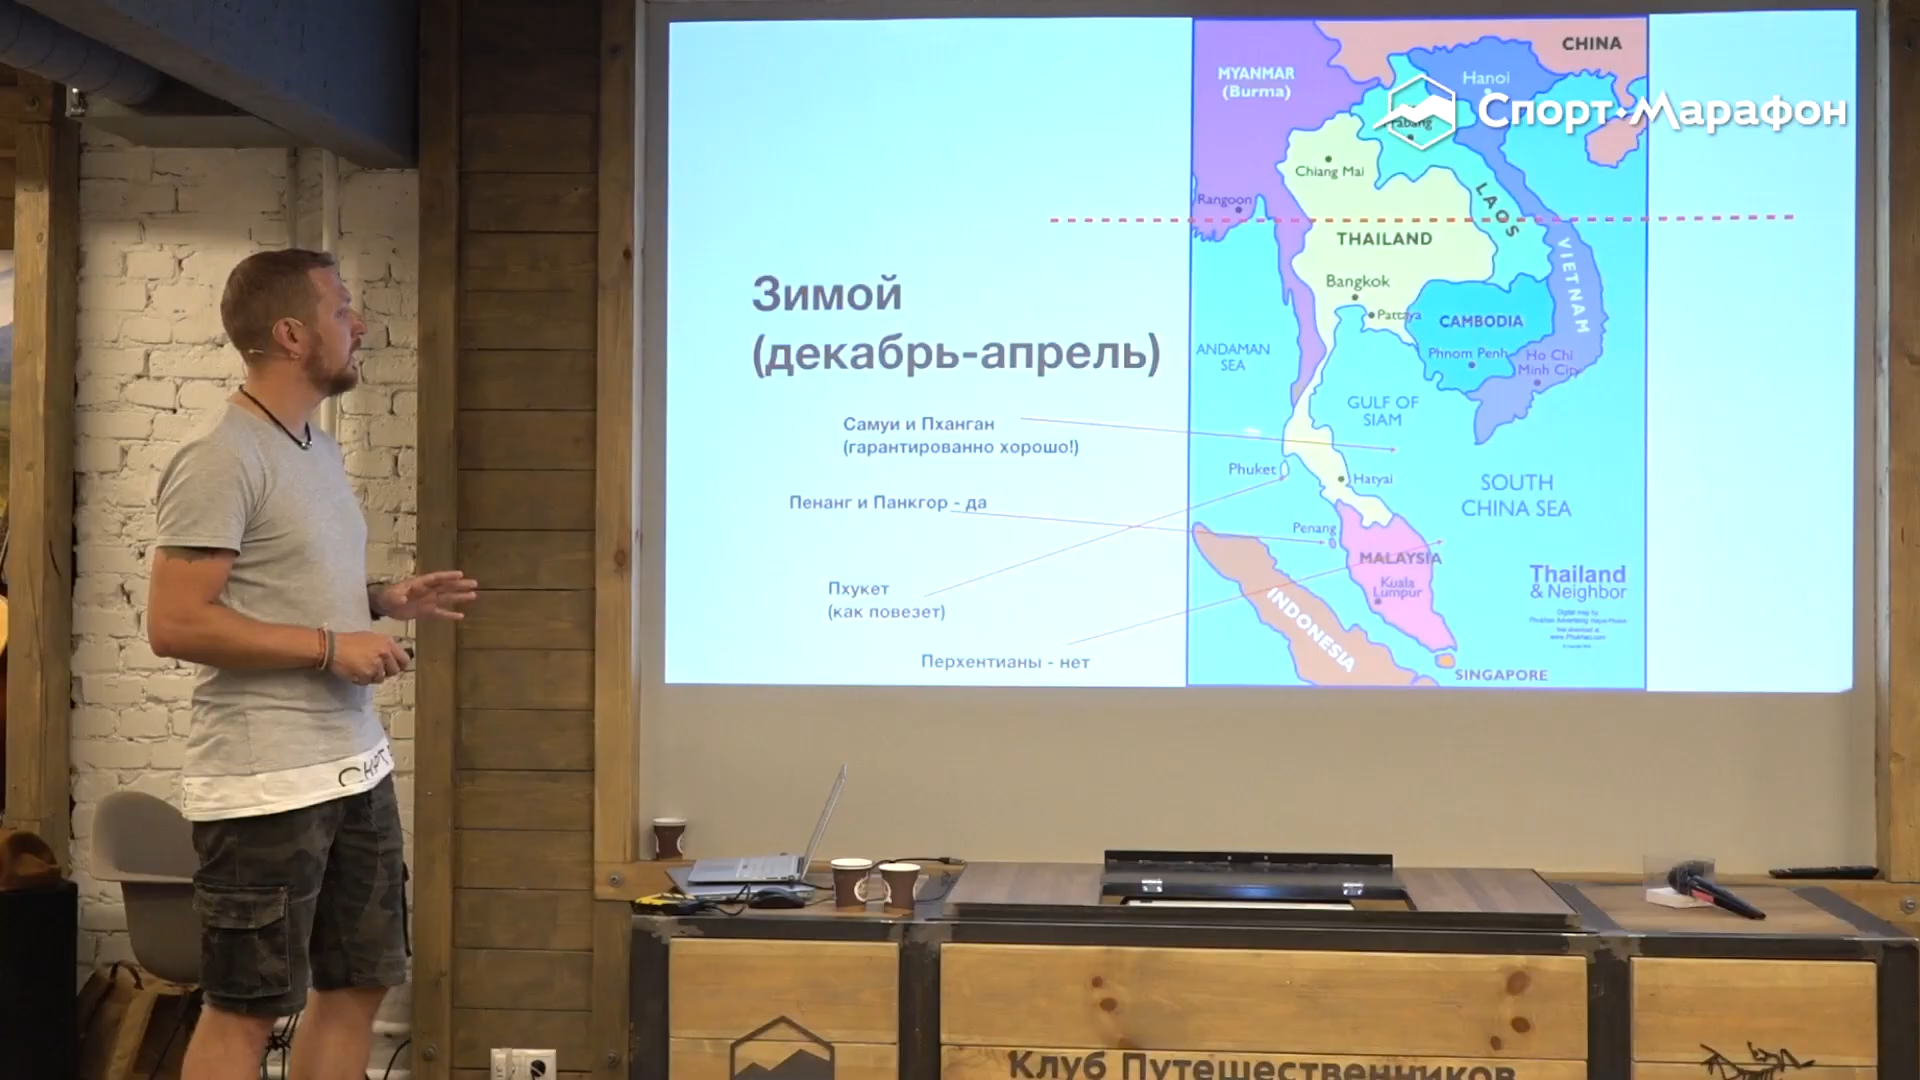 Спорт-Марафон
Зимой
(декабрь-апрель)
Самуи и Пханган
(гарантированно хорошо!)
Пенанг и Панкгор - да
Пхукет
(как повезет)
Перхентианы - нет
CHINA
MYANMAR
(Burma)
Hanoi
Prabang
Chiang Mai
Rangoon
LAOS
THAILAND
VIETNAM
Bangkok
Pattaya
CAMBODIA
ANDAMAN
SEA
Phnom Penh
Ho Chi
Minh City
GULF OF
SIAM
Phuket
Hatyai
SOUTH
CHINA SEA
Penang
MALAYSIA
Kuala
Lumpur
Thailand
& Neighbor
INDONESIA
SINGAPORE
Клуб Путешественников